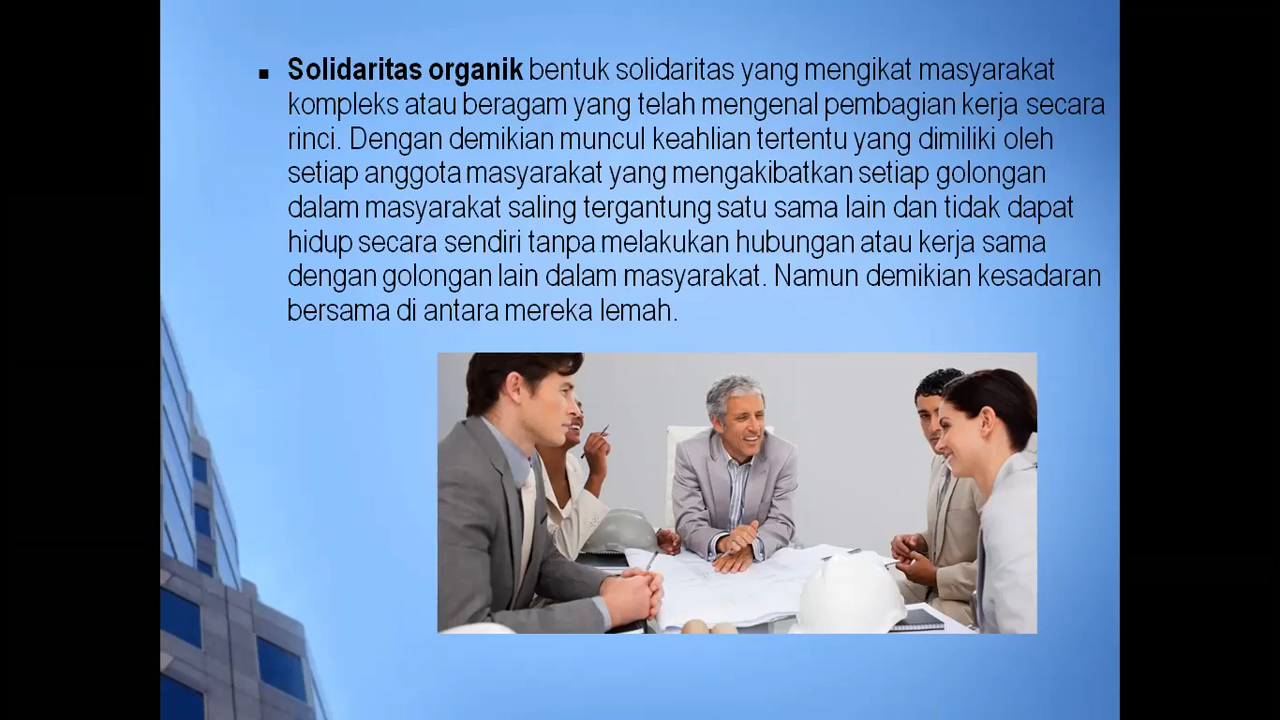 Solidaritas organik bentuk solidaritas yang mengikat masyarakat
kompleks atau beragam yang telah mengenal pembagian kerja secara
rinci. Dengan demikian muncul keahlian tertentu yang dimiliki oleh
setiap anggota masyarakat yang mengakibatkan setiap golongan
dalam masyarakat saling tergantung satu sama lain dan tidak dapat
hidup secara sendiri tanpa melakukan hubungan atau kerja sama
dengan golongan lain dalam masyarakat. Namun demikian kesadaran
bersama di antara mereka lemah.